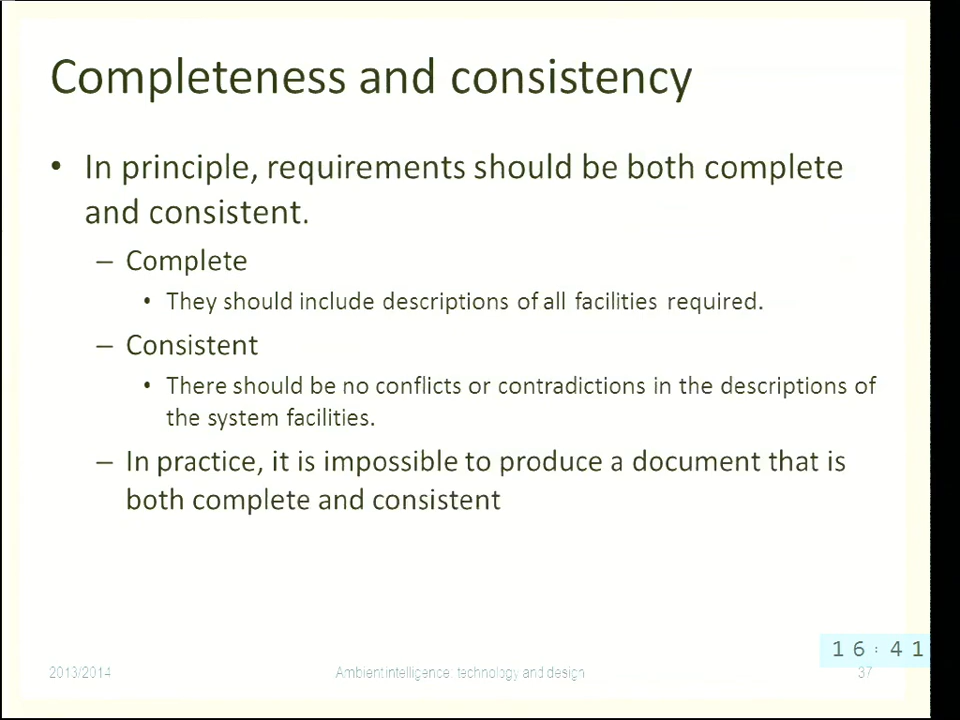 Completeness and consistency
• In principle, requirements should be both complete
and consistent.
– Complete
• They should include descriptions of all facilities required.
– Consistent
• There should be no conflicts or contradictions in the descriptions of
the system facilities.
– In practice, it is impossible to produce a document that is
both complete and consistent
16:41
2013/2014 Ambient intelligence: technology and design 37